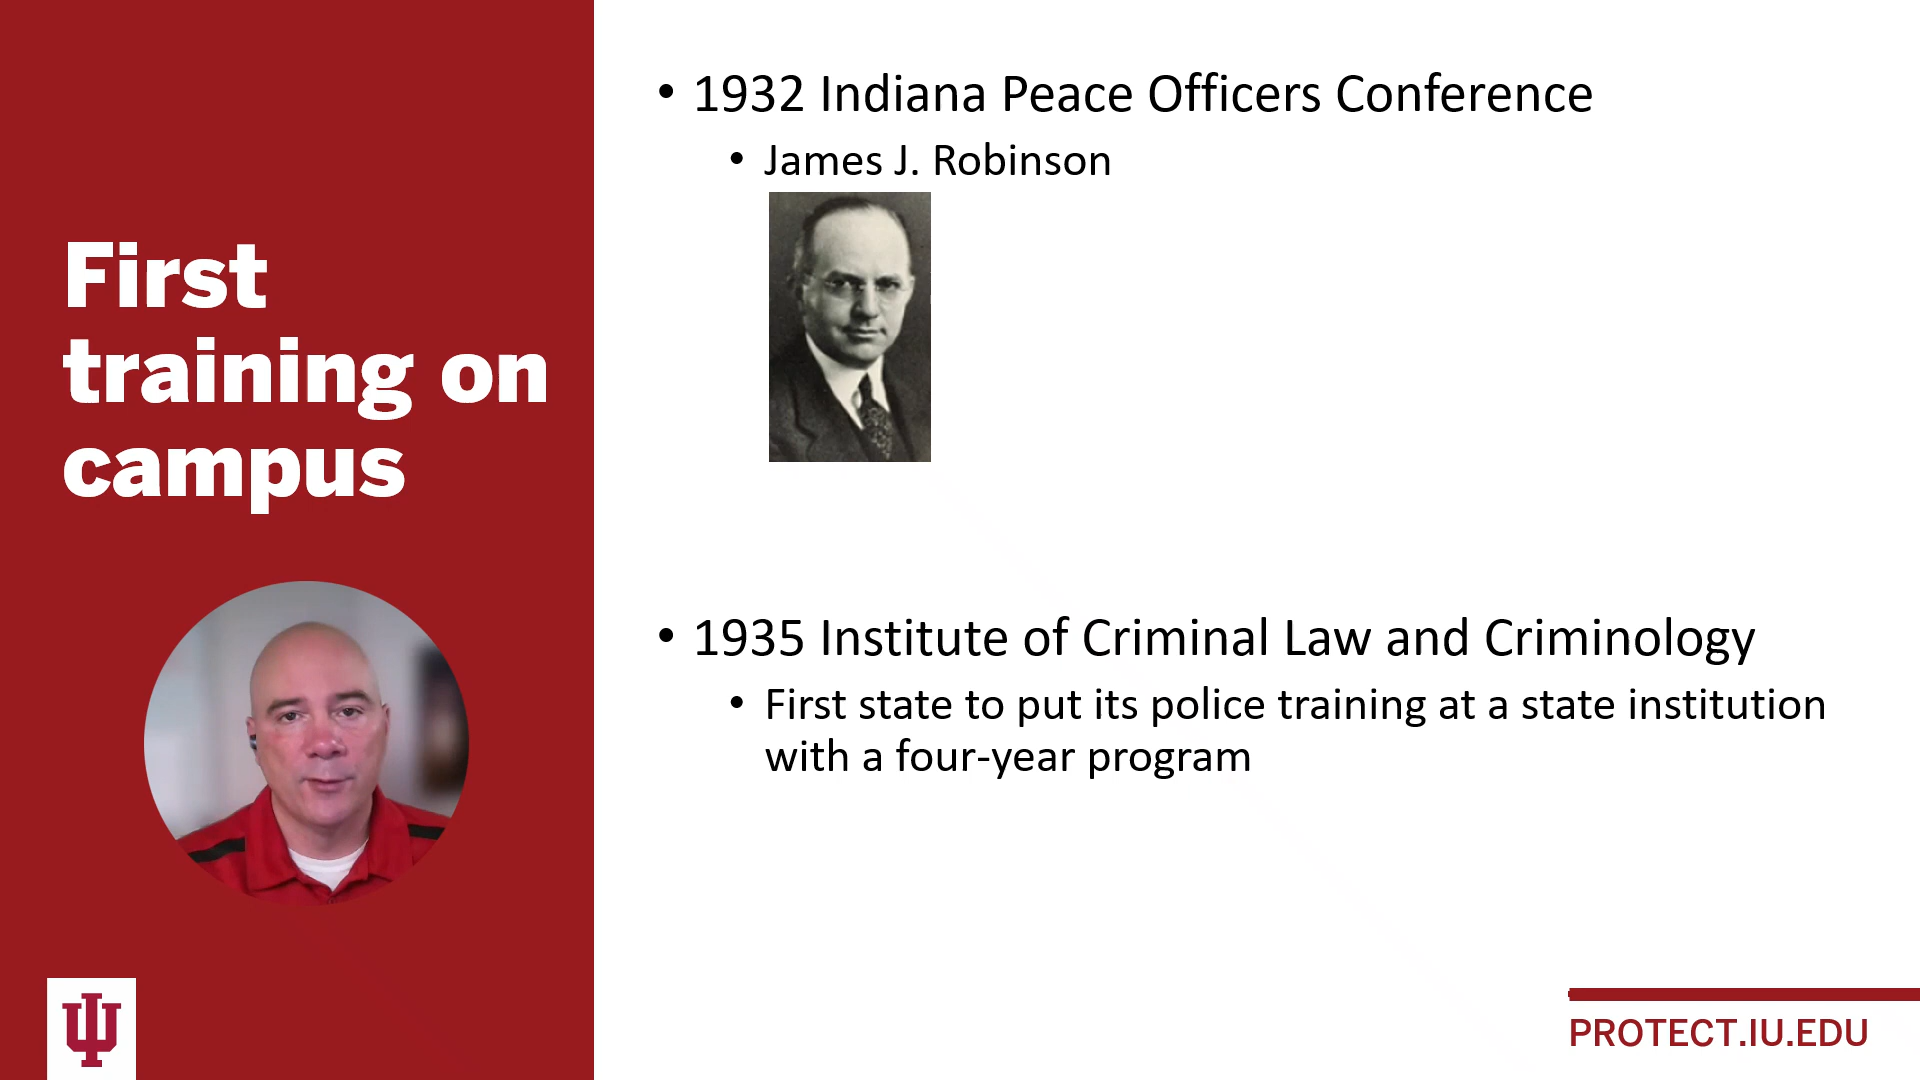 First
training on
campus
• 1932 Indiana Peace Officers Conference
• James J. Robinson
• 1935 Institute of Criminal Law and Criminology
• First state to put its police training at a state institution
with a four-year program
PROTECT.IU.EDU